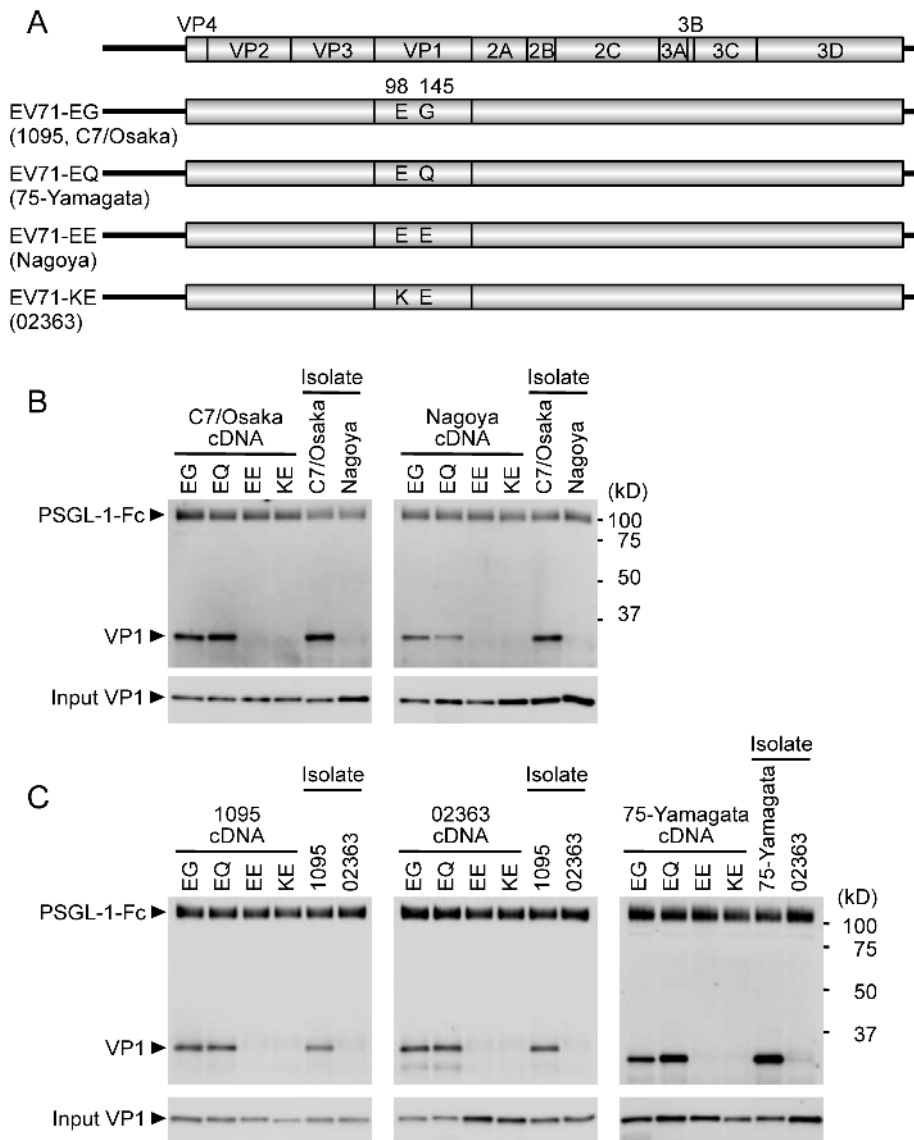 A
VP4
3B
VP2 VP3 VP1 2A 2B 2C 3A 3C 3D
98 145
EV71-EG E G
(1095, C7/Osaka)
EV71-EQ E Q
(75-Yamagata)
EV71-EE E E
(Nagoya)
EV71-KE K E
(02363)
B
Isolate
Isolate
C7/Osaka
cDNA
Nagoya
cDNA
EG EQ EE KE C7/Osaka Nagoya
EG EQ EE KE C7/Osaka Nagoya
(kD)
PSGL-1-Fc
100
75
50
37
VP1
Input VP1
C
Isolate
Isolate
Isolate
1095
cDNA
02363
cDNA
75-Yamagata
cDNA
EG EQ EE KE 1095 02363
EG EQ EE KE 1095 02363
EG EQ EE KE 75-Yamagata 02363
(kD)
PSGL-1-Fc
100
75
50
37
VP1
Input VP1